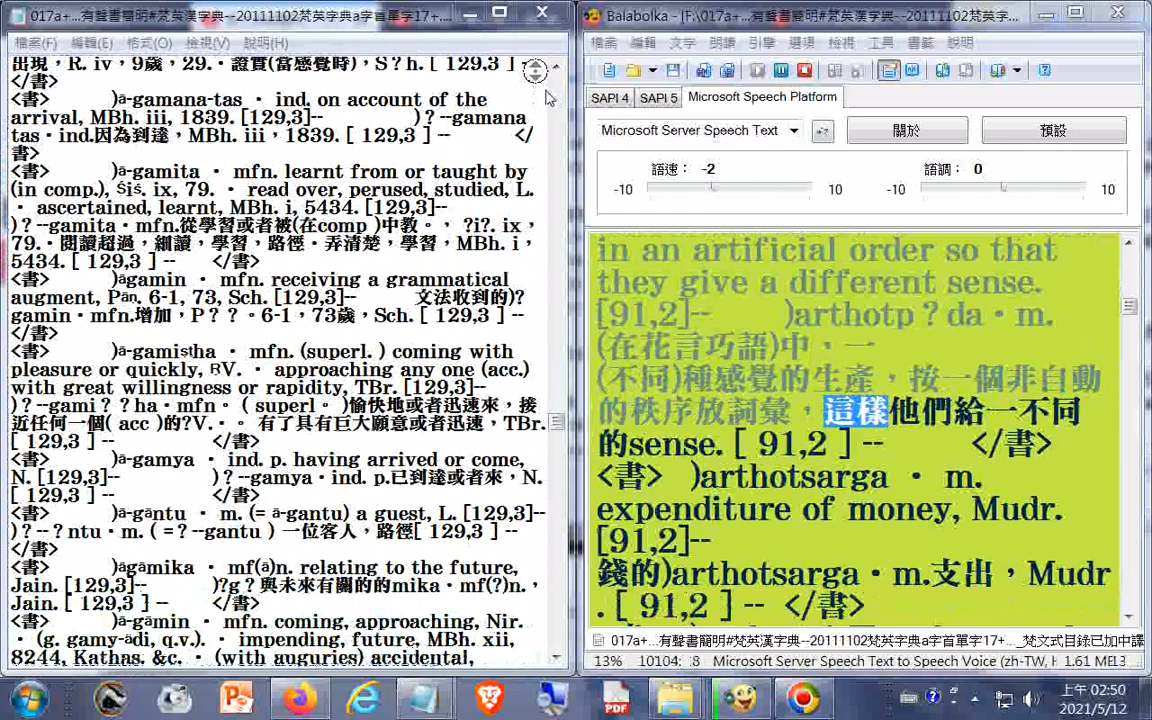 017a+...有聲書簡明#梵英漢字典--20111102梵英字典a字首單字17+...
檔案(F) 編輯(E) 格式(O) 檢視(V) 說明(H)
出現，R. iv，9歲，29.‧證實(當感覺時)，S？h. [ 129,3 ] --
</書>
<書> )ā-gamana-tas ‧ ind. on account of the
arrival, MBh. iii, 1839. [129,3]-- )？--gamana
tas‧ind.因為到達，MBh. iii，1839. [ 129,3 ] -- </
書>
<書> )ā-gamita ‧ mfn. learnt from or taught by
(in comp.), Śiś. ix, 79. ‧ read over, perused, studied, L.
‧ ascertained, learnt, MBh. i, 5434. [129,3]--
)？--gamita‧mfn.從學習或者被(在comp )中教。，？i?. ix，
79.‧閱讀超過，細讀，學習，路徑‧弄清楚，學習，MBh. i，
5434. [ 129,3 ] -- </書>
<書> )āgamin ‧ mfn. receiving a grammatical
augment, Pāṇ. 6-1, 73, Sch. [129,3]-- 文法收到的)?
gamin‧mfn.增加，P？？。6-1，73歲，Sch. [ 129,3 ] --
</書>
<書> )ā-gamiṣṭha ‧ mfn. (superl. ) coming with
pleasure or quickly, ṚV. ‧ approaching any one (acc.)
with great willingness or rapidity, TBr. [129,3]--
)？--gami？？ha‧mfn。( superl。)愉快地或者迅速來，接
近任何一個( acc )的?V.‧。有了具有巨大願意或者迅速，TBr.
[ 129,3 ] -- </書>
<書> )ā-gamya ‧ ind. p. having arrived or come,
N. [129,3]-- )？--gamya‧ind. p.已到達或者來，N.
[ 129,3 ] -- </書>
<書> )ā-gāntu ‧ m. (= ā-gantu) a guest, L. [129,3]--
)？--？ntu‧m. ( =？--gantu ) 一位客人，路徑[ 129,3 ] --
</書>
<書> )āgāmika ‧ mf(ā)n. relating to the future,
Jain. [129,3]-- )?g？與未來有關的的mika‧mf(?)n.，
Jain. [ 129,3 ] -- </書>
<書> )āgāmin ‧ mfn. coming, approaching, Nir.
‧ (g. gamy-ādi, q.v.). ‧ impending, future, MBh. xii,
8244, Kathas. &c. ‧ (with auguries) accidental,
Balabolka - [F:\017a+...有聲書簡明#梵英漢字典--20111102梵英字...
檔案 編輯 文字 朗讀 引擎 選項 檢視 工具 書籤 說明
SAPI 4 SAPI 5 Microsoft Speech Platform
Microsoft Server Speech Text 關於 預設
語速： -2 語調： 0
-10 10 -10 10
in an artificial order so that
they give a different sense.
[91,2]-- )arthotp？da‧m.
(在花言巧語)中，一
(不同)種感覺的生產，按一個非自動
的秩序放詞彙，這樣他們給一不同
的sense. [ 91,2 ] -- </書>
<書> )arthotsarga ‧ m.
expenditure of money, Mudr.
[91,2]--
錢的)arthotsarga‧m.支出，Mudr
. [ 91,2 ] -- </書>
017a+...有聲書簡明#梵英漢字典--20111102梵英字典a字首單字17+..._梵文式目錄已加中譯
13% 10104: 8 Microsoft Server Speech Text to Speech Voice (zh-TW, H 1.61 MEL3
上午 02:50
2021/5/12